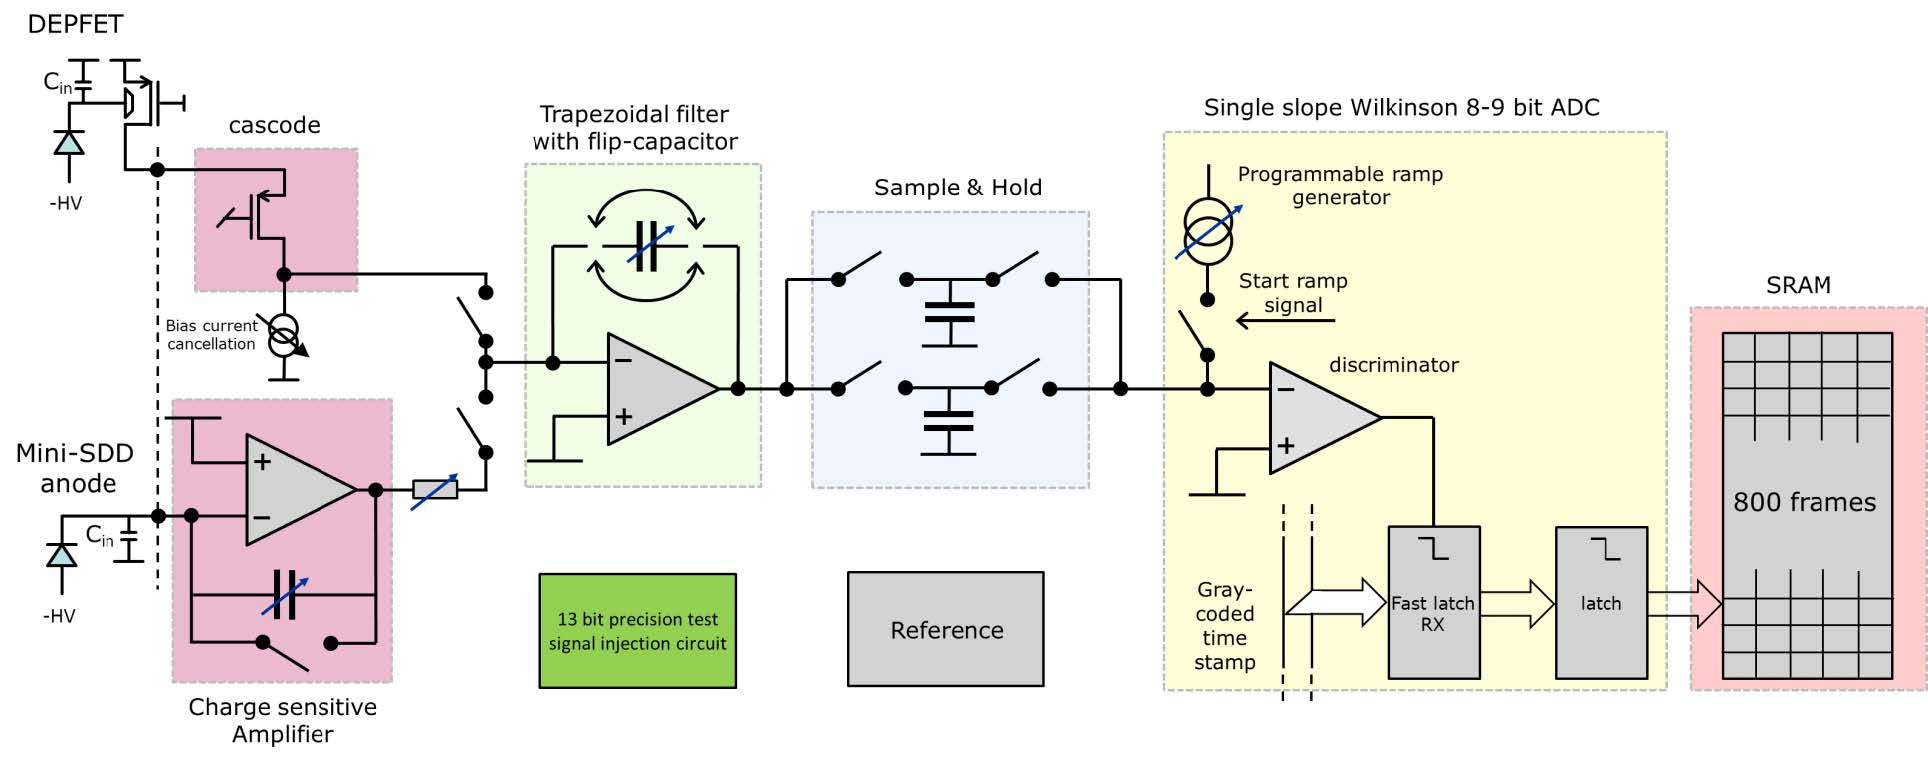 DEPFET
Cin
-HV
cascode
Bias current
cancellation
Mini-SDD
anode
Cin
-HV
+
−
Charge sensitive
Amplifier
Trapezoidal filter
with flip-capacitor
−
+
13 bit precision test
signal injection circuit
Sample & Hold
Reference
Single slope Wilkinson 8-9 bit ADC
Programmable ramp
generator
Start ramp
signal
discriminator
−
+
Gray-
coded
time
stamp
Fast latch
RX
latch
SRAM
800 frames